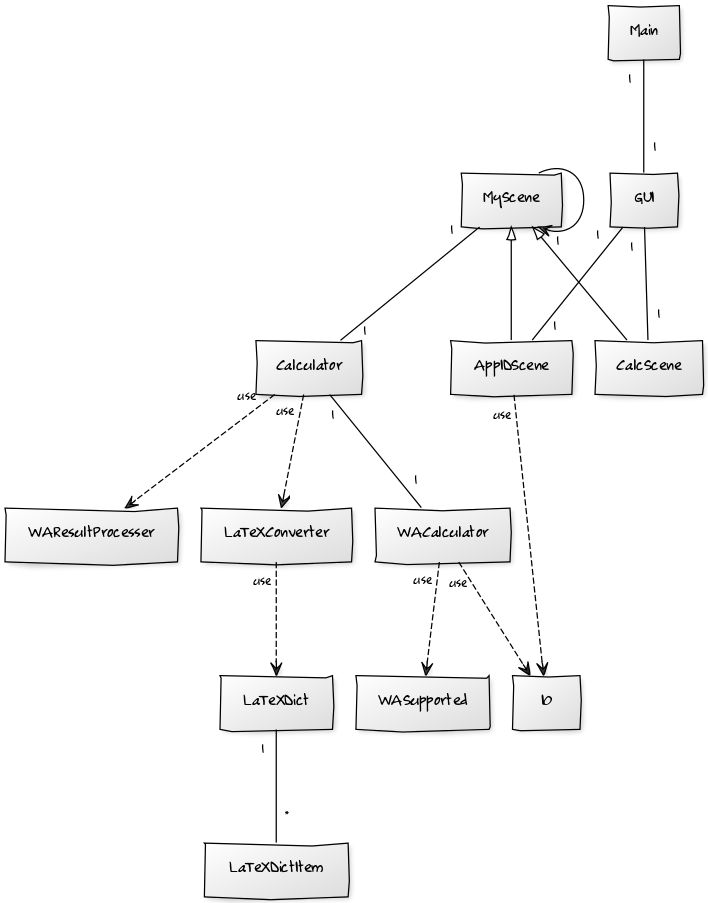 Main
1
1
MyScene
GUI
1
1
1
1
1
1
1
Calculator
AppIDScene
CalcScene
use
use
1
use
1
WAResultProcesser
LaTeXConverter
WACalculator
use
use
use
LaTeXDict
WASupported
IO
1
*
LaTeXDictItem